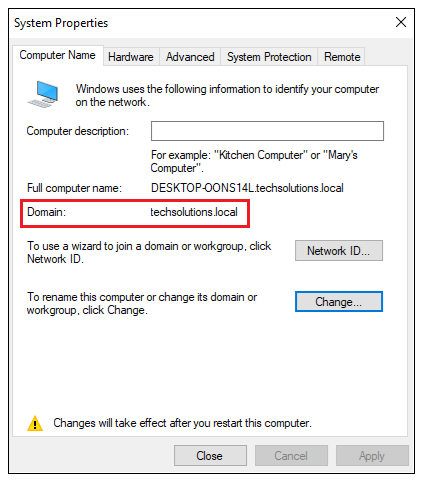 System Properties
Computer Name
Hardware
Advanced
System Protection
Remote
Windows uses the following information to identify your computer
on the network.
Computer description:
For example: "Kitchen Computer" or "Mary's
Computer".
Full computer name: DESKTOP-OONS14L.techsolutions.local
Domain: techsolutions.local
To use a wizard to join a domain or workgroup, click
Network ID.
Network ID...
To rename this computer or change its domain or
workgroup, click Change.
Change...
Changes will take effect after you restart this computer.
Close
Cancel
Apply